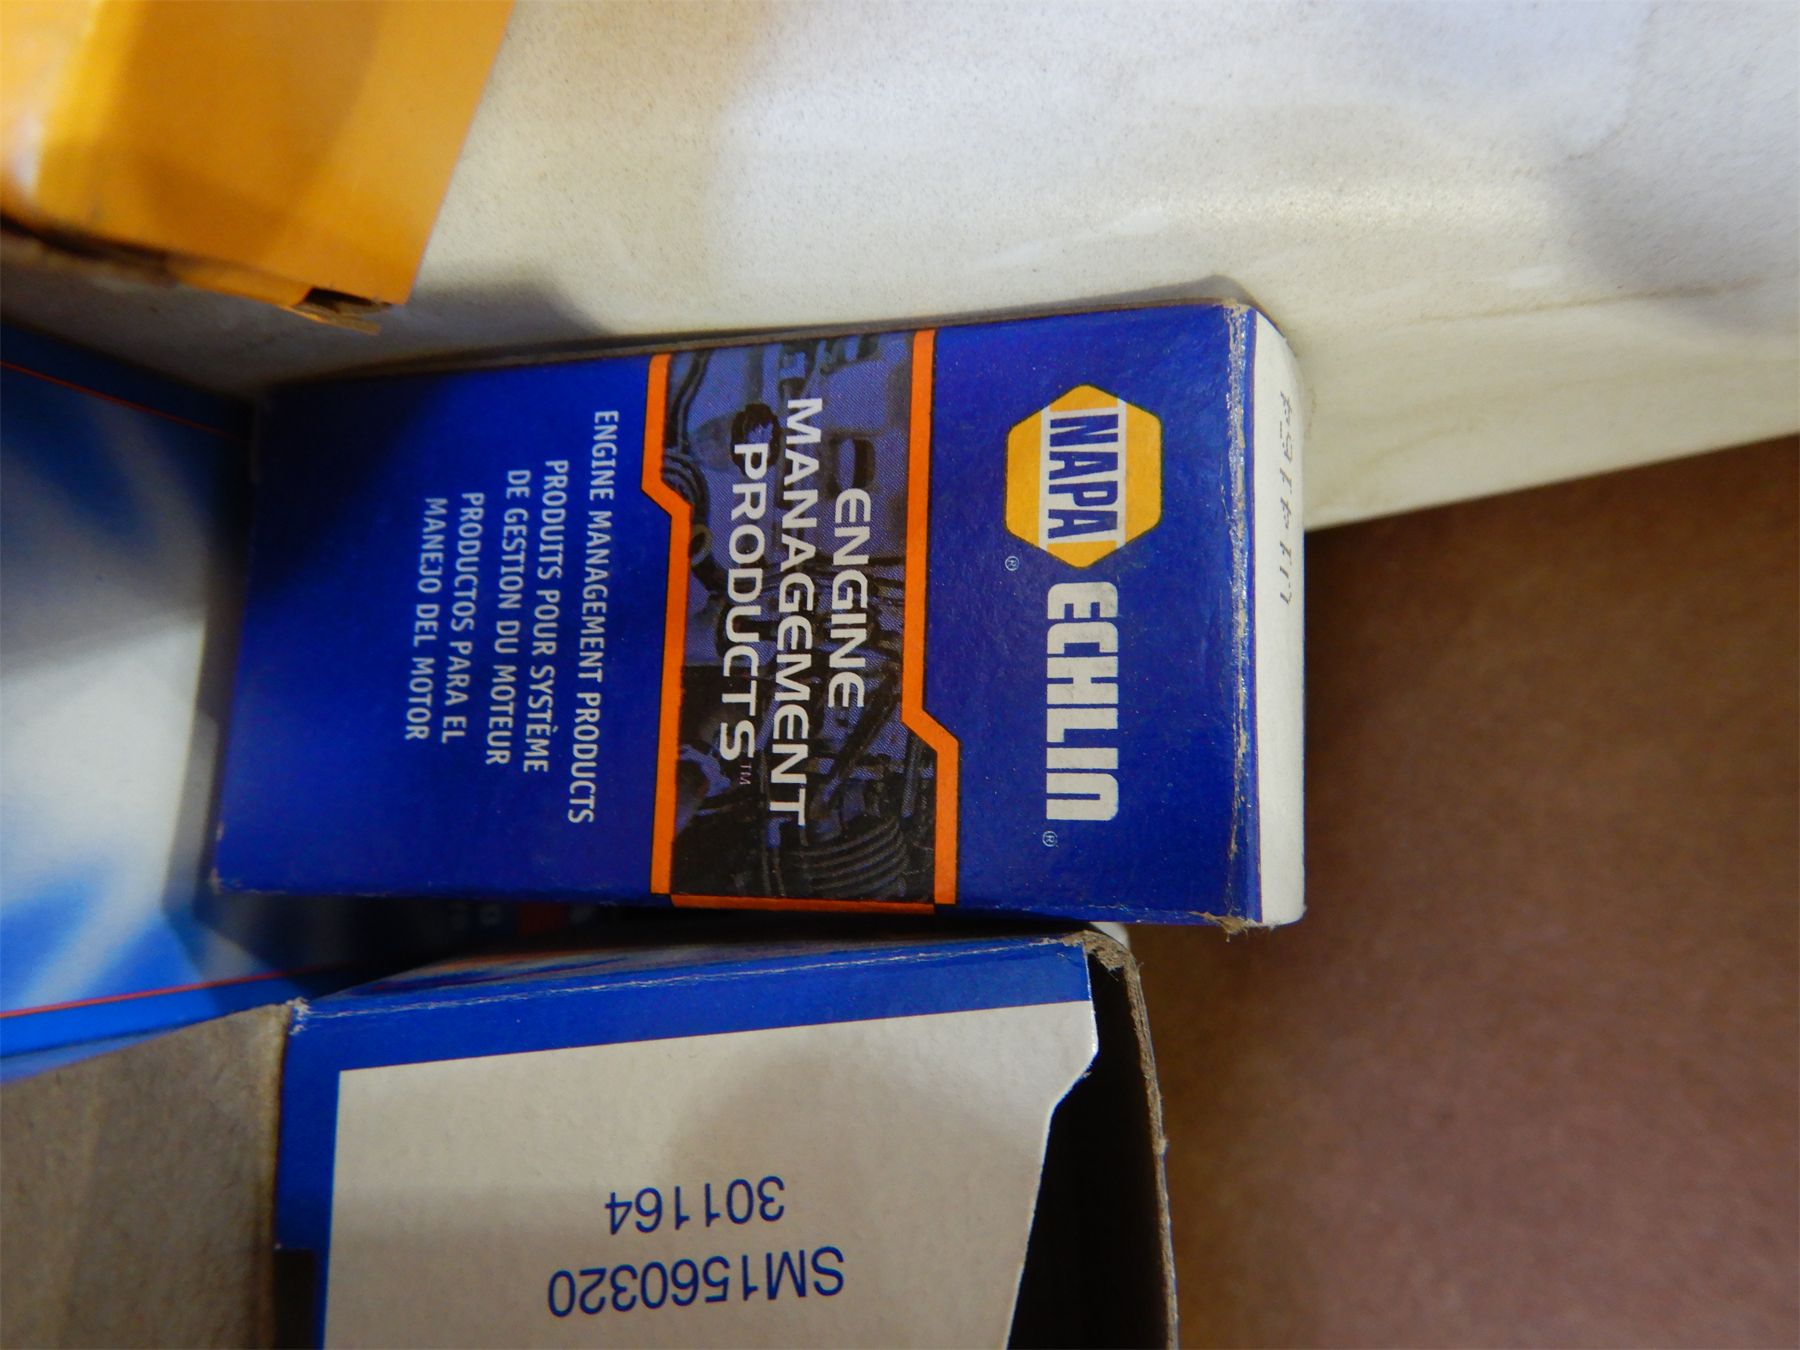 NAPA ECHLIN
ENGINE
MANAGEMENT
PRODUCTS™
ENGINE MANAGEMENT PRODUCTS
PRODUITS POUR SYSTÈME
DE GESTION DU MOTEUR
PRODUCTOS PARA EL
MANEJO DEL MOTOR
SM1560320
301164